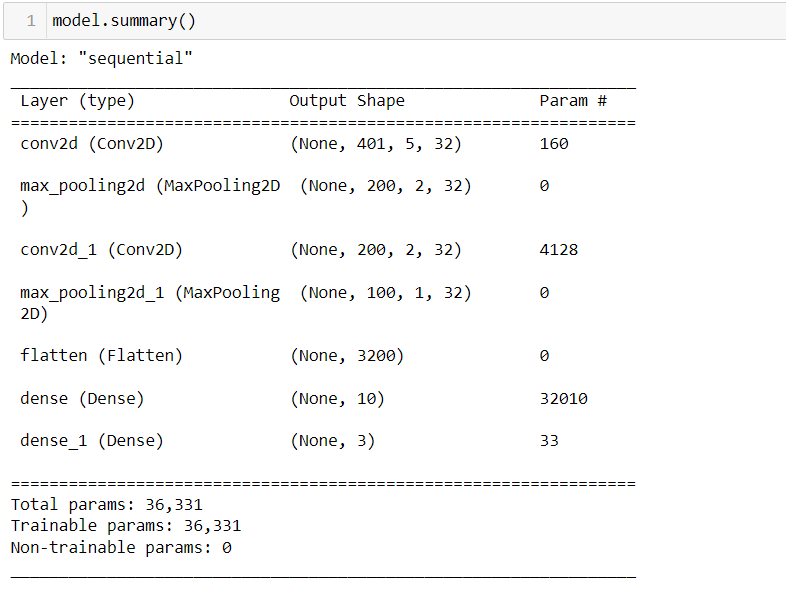 1 model.summary()
Model: "sequential"
_________________________________________________________________
Layer (type) Output Shape Param #
=================================================================
conv2d (Conv2D) (None, 401, 5, 32) 160
max_pooling2d (MaxPooling2D (None, 200, 2, 32) 0
)
conv2d_1 (Conv2D) (None, 200, 2, 32) 4128
max_pooling2d_1 (MaxPooling (None, 100, 1, 32) 0
2D)
flatten (Flatten) (None, 3200) 0
dense (Dense) (None, 10) 32010
dense_1 (Dense) (None, 3) 33
=================================================================
Total params: 36,331
Trainable params: 36,331
Non-trainable params: 0
_________________________________________________________________